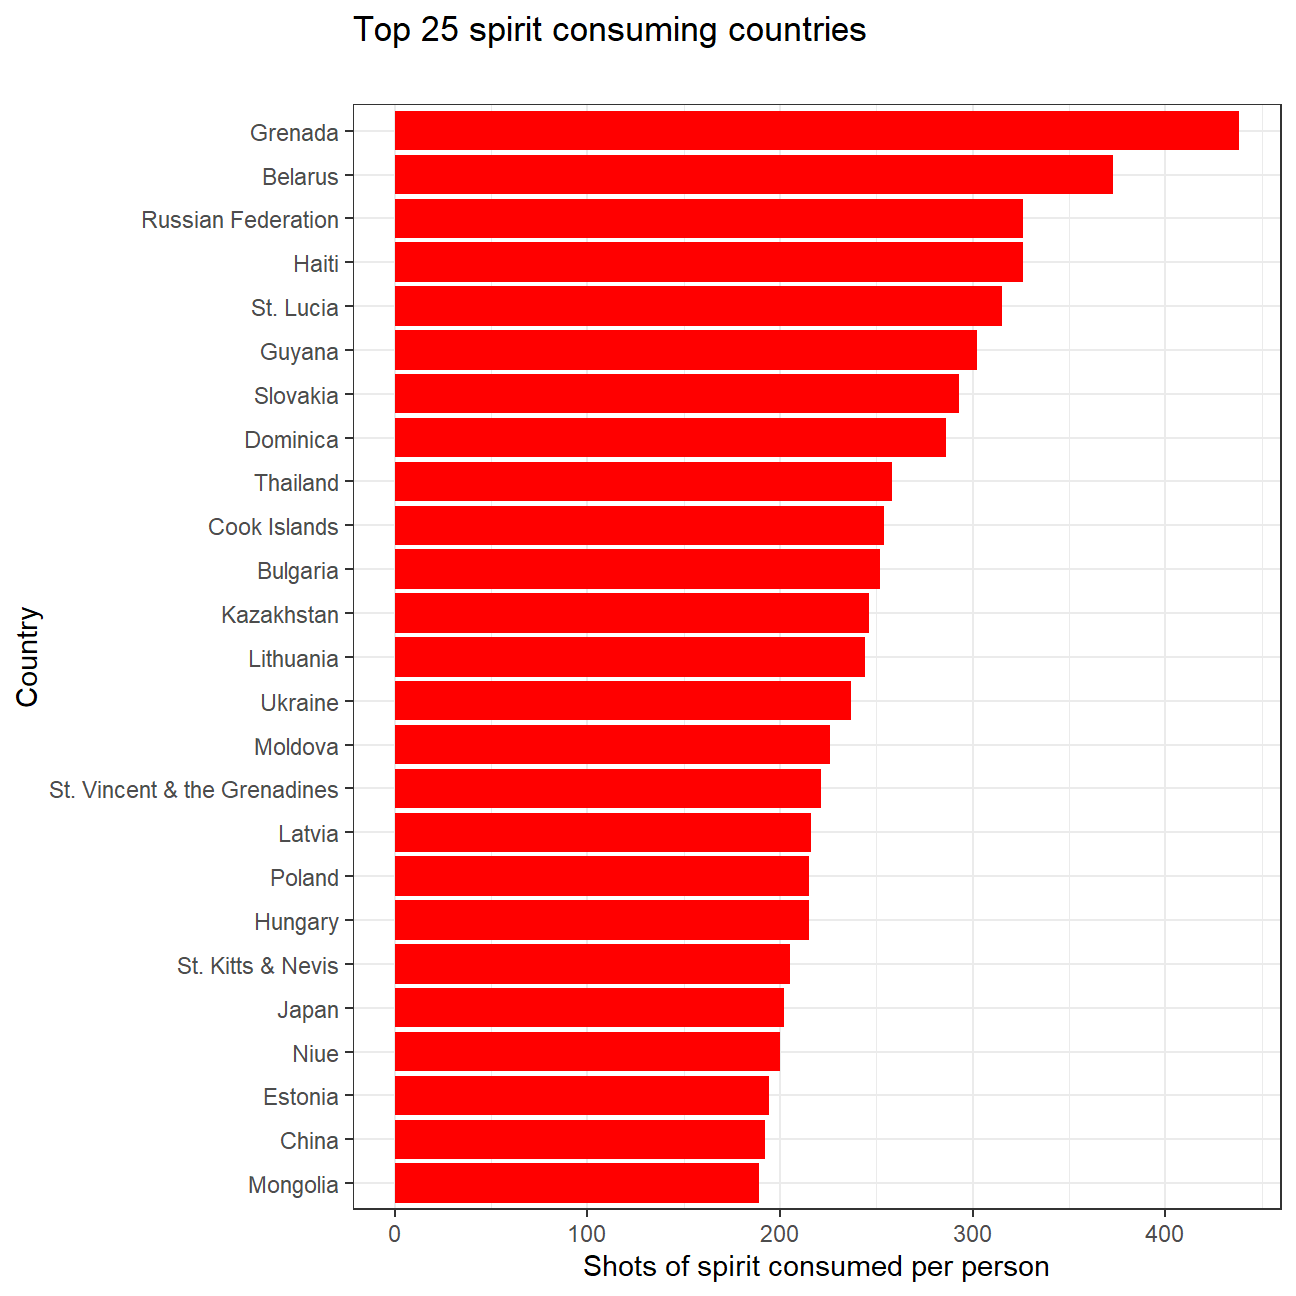 Top 25 spirit consuming countries
Grenada
Belarus
Russian Federation
Haiti
St. Lucia
Guyana
Slovakia
Dominica
Thailand
Cook Islands
Bulgaria
Kazakhstan
Lithuania
Ukraine
Moldova
St. Vincent & the Grenadines
Latvia
Poland
Hungary
St. Kitts & Nevis
Japan
Niue
Estonia
China
Mongolia
Country
0 100 200 300 400
Shots of spirit consumed per person